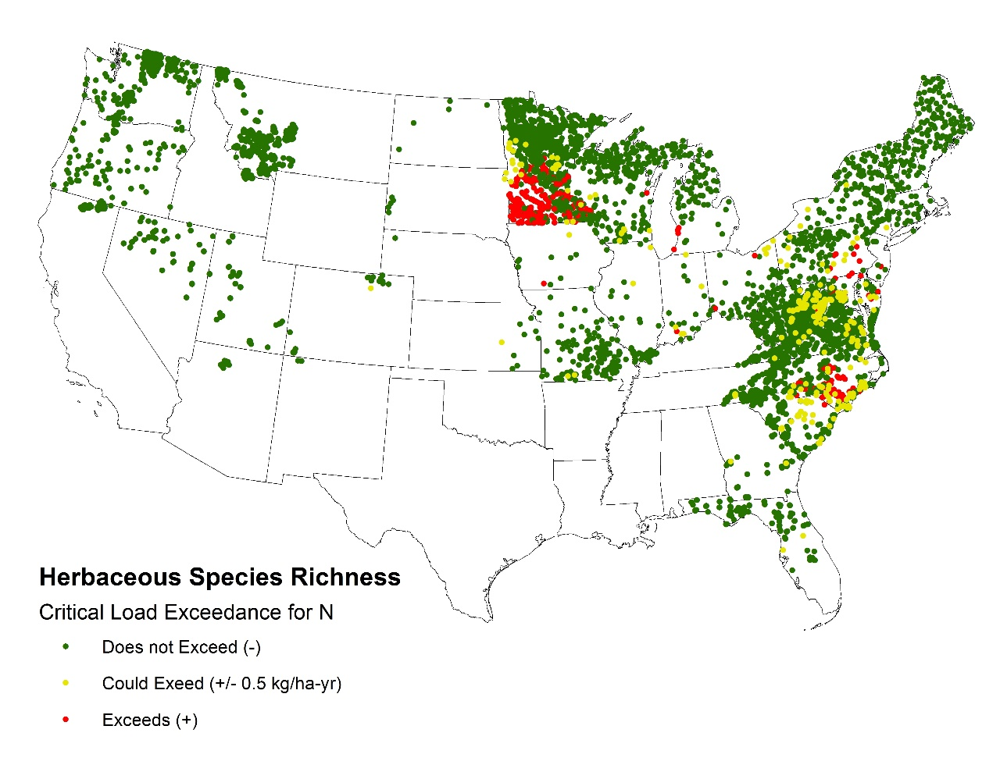 Herbaceous Species Richness
Critical Load Exceedance for N
Does not Exceed (-)
Could Exeed (+/- 0.5 kg/ha-yr)
Exceeds (+)